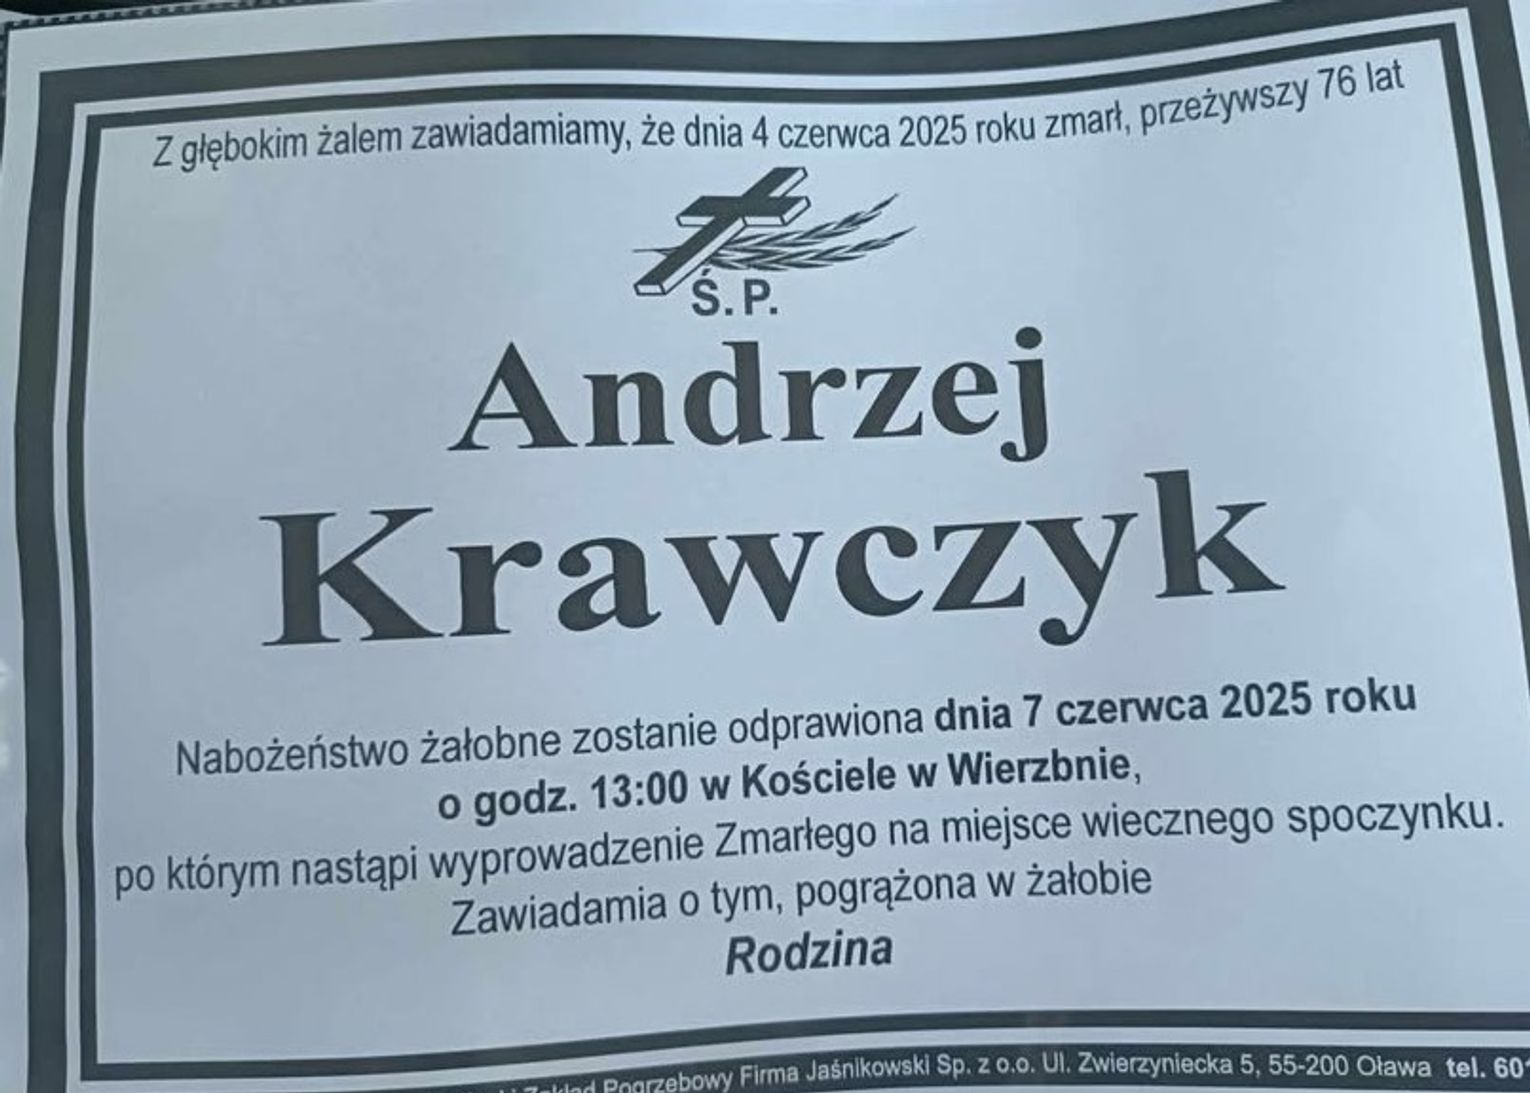 Z głębokim żalem zawiadamiamy, że dnia 4 czerwca 2025 roku zmarł, przeżywszy 76 lat
Ś.P.
Andrzej
Krawczyk
Nabożeństwo żałobne zostanie odprawiona dnia 7 czerwca 2025 roku
o godz. 13:00 w Kościele w Wierzbnie,
po którym nastąpi wyprowadzenie Zmarłego na miejsce wiecznego spoczynku.
Zawiadamia o tym, pogrążona w żałobie
Rodzina
Zakład Pogrzebowy Firma Jaśnikowski Sp. z o.o. Ul. Zwierzyniecka 5, 55-200 Oława tel. 60